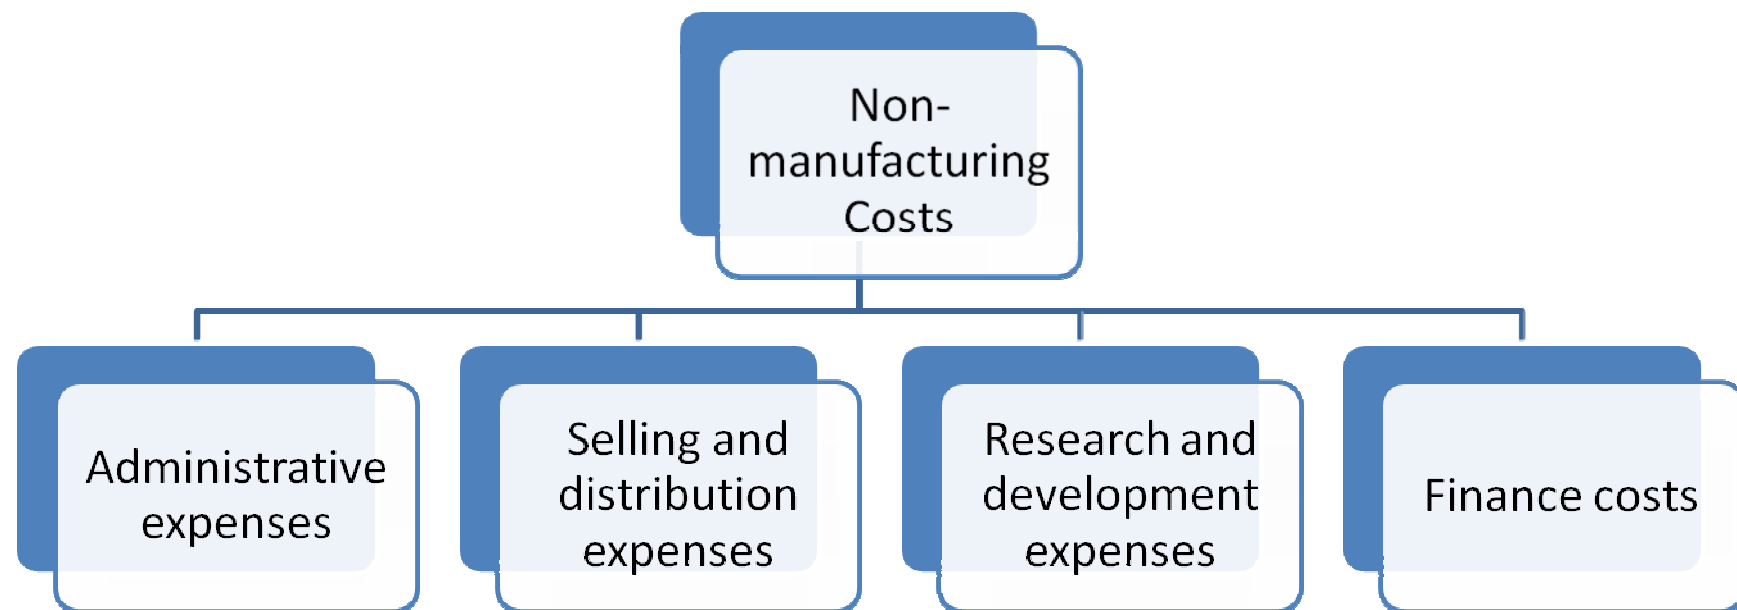 Non-
manufacturing
Costs
Administrative
expenses
Selling and
distribution
expenses
Research and
development
expenses
Finance costs